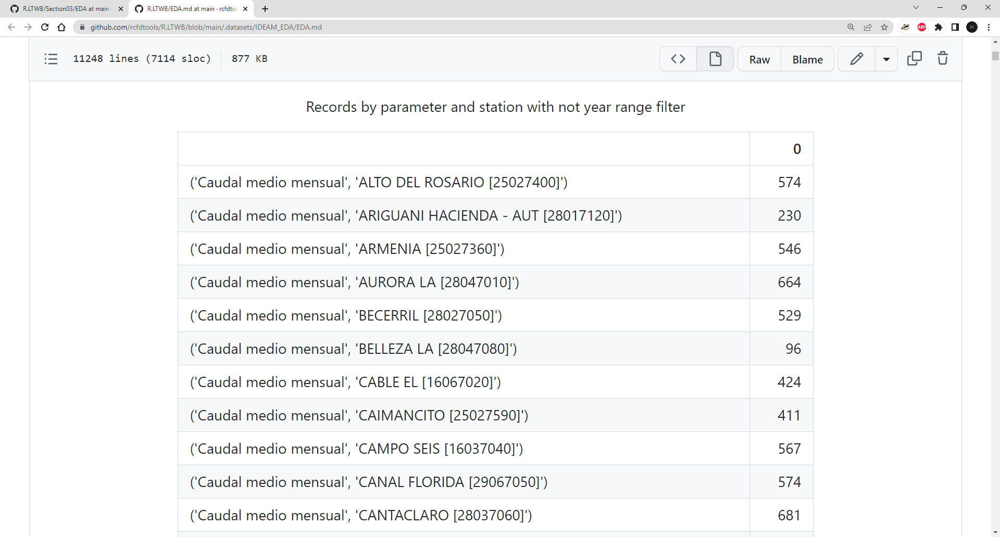 R.LTWB/Section03/EDA at main ·
R.LTWB/EDA.md at main · rcfdtoo
github.com/rcfdtools/R.LTWB/blob/main/.datasets/IDEAM_EDA/EDA.md
ABP
11248 lines (7114 sloc) 877 KB
Raw Blame
Records by parameter and station with not year range filter
0
('Caudal medio mensual', 'ALTO DEL ROSARIO [25027400]') 574
('Caudal medio mensual', 'ARIGUANI HACIENDA - AUT [28017120]') 230
('Caudal medio mensual', 'ARMENIA [25027360]') 546
('Caudal medio mensual', 'AURORA LA [28047010]') 664
('Caudal medio mensual', 'BECERRIL [28027050]') 529
('Caudal medio mensual', 'BELLEZA LA [28047080]') 96
('Caudal medio mensual', 'CABLE EL [16067020]') 424
('Caudal medio mensual', 'CAIMANCITO [25027590]') 411
('Caudal medio mensual', 'CAMPO SEIS [16037040]') 567
('Caudal medio mensual', 'CANAL FLORIDA [29067050]') 574
('Caudal medio mensual', 'CANTACLARO [28037060]') 681